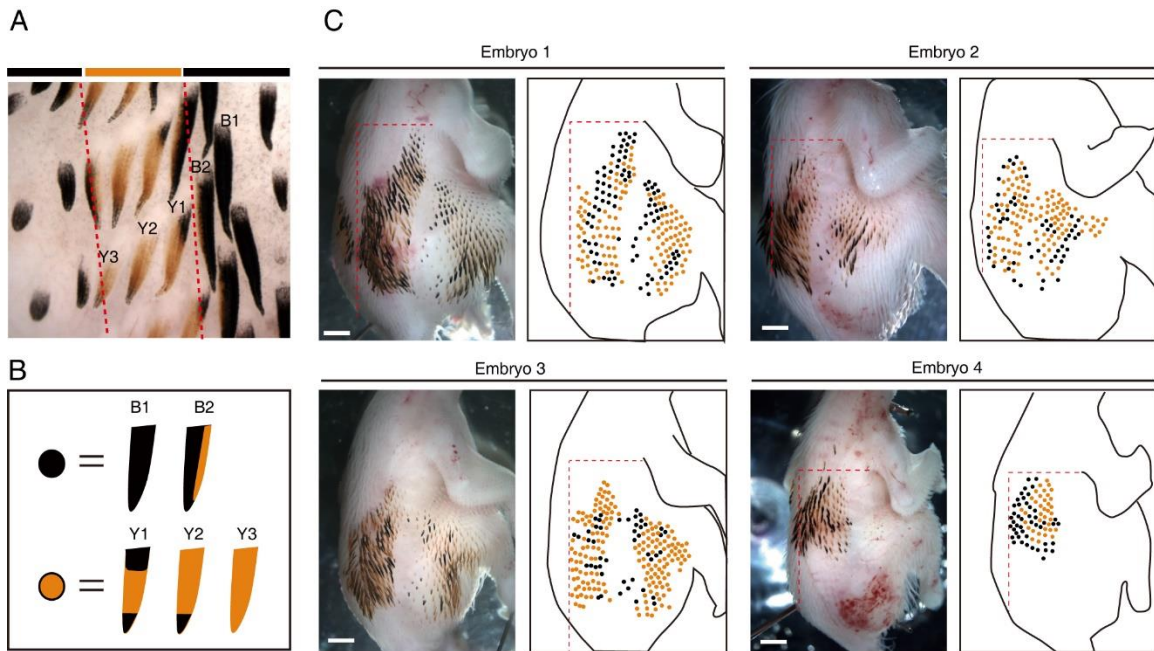 A
B1
B2
Y1
Y2
Y3
B
B1
B2
Y1
Y2
Y3
C
Embryo 1
Embryo 2
Embryo 3
Embryo 4